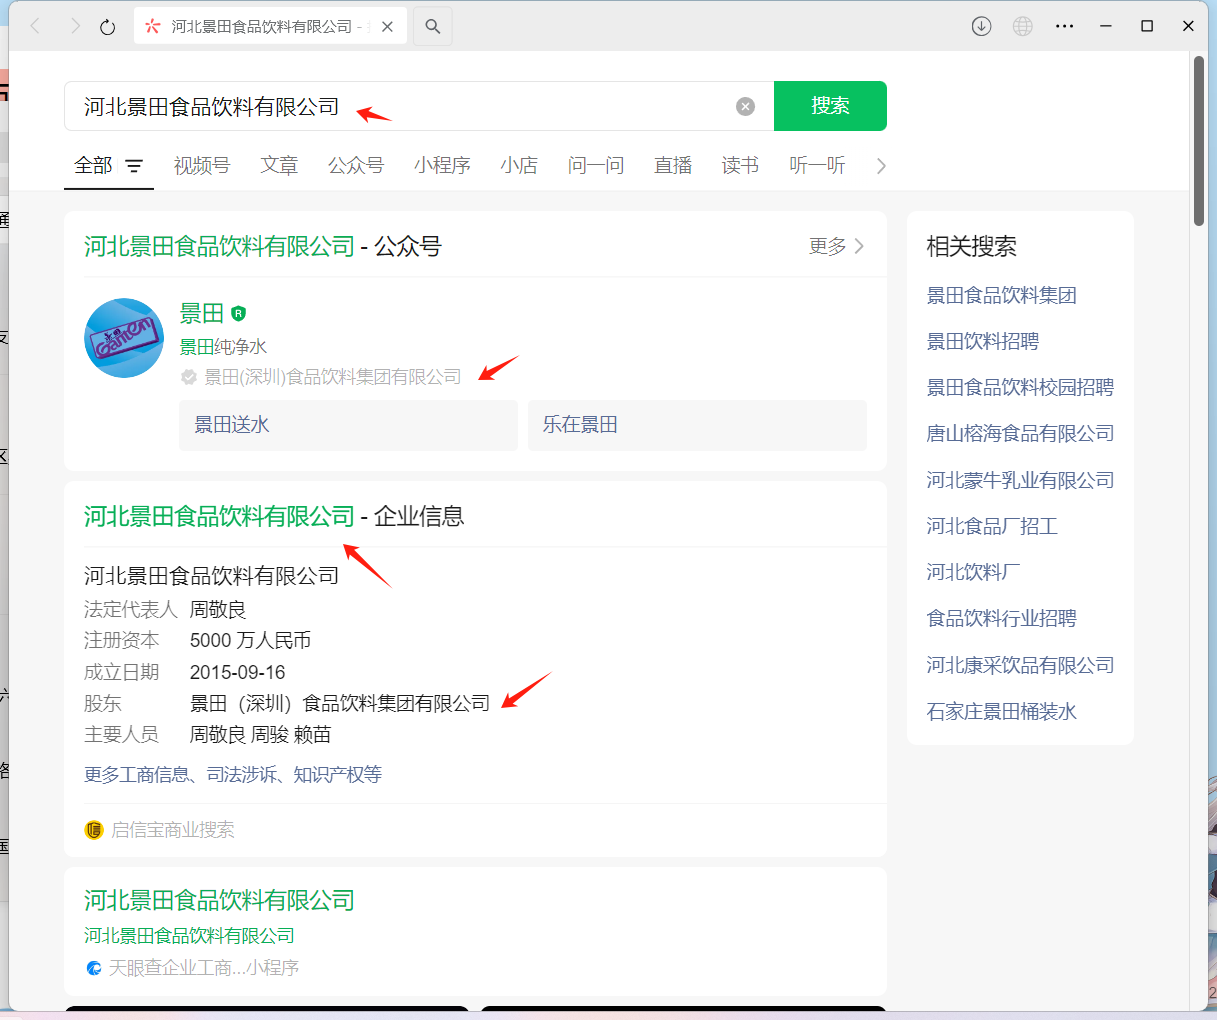 河北景田食品饮料有限公司 -
河北景田食品饮料有限公司
搜索
全部 视频号 文章 公众号 小程序 小店 问一问 直播 读书 听一听
河北景田食品饮料有限公司 - 公众号
更多
景田
景田纯净水
景田(深圳)食品饮料集团有限公司
景田送水
乐在景田
河北景田食品饮料有限公司 - 企业信息
河北景田食品饮料有限公司
法定代表人 周敬良
注册资本 5000 万人民币
成立日期 2015-09-16
股东 景田（深圳）食品饮料集团有限公司
主要人员 周敬良 周骏 赖苗
更多工商信息、司法涉诉、知识产权等
启信宝商业搜索
河北景田食品饮料有限公司
河北景田食品饮料有限公司
天眼查企业工商...小程序
相关搜索
景田食品饮料集团
景田饮料招聘
景田食品饮料校园招聘
唐山榕海食品有限公司
河北蒙牛乳业有限公司
河北食品厂招工
河北饮料厂
食品饮料行业招聘
河北康采饮品有限公司
石家庄景田桶装水